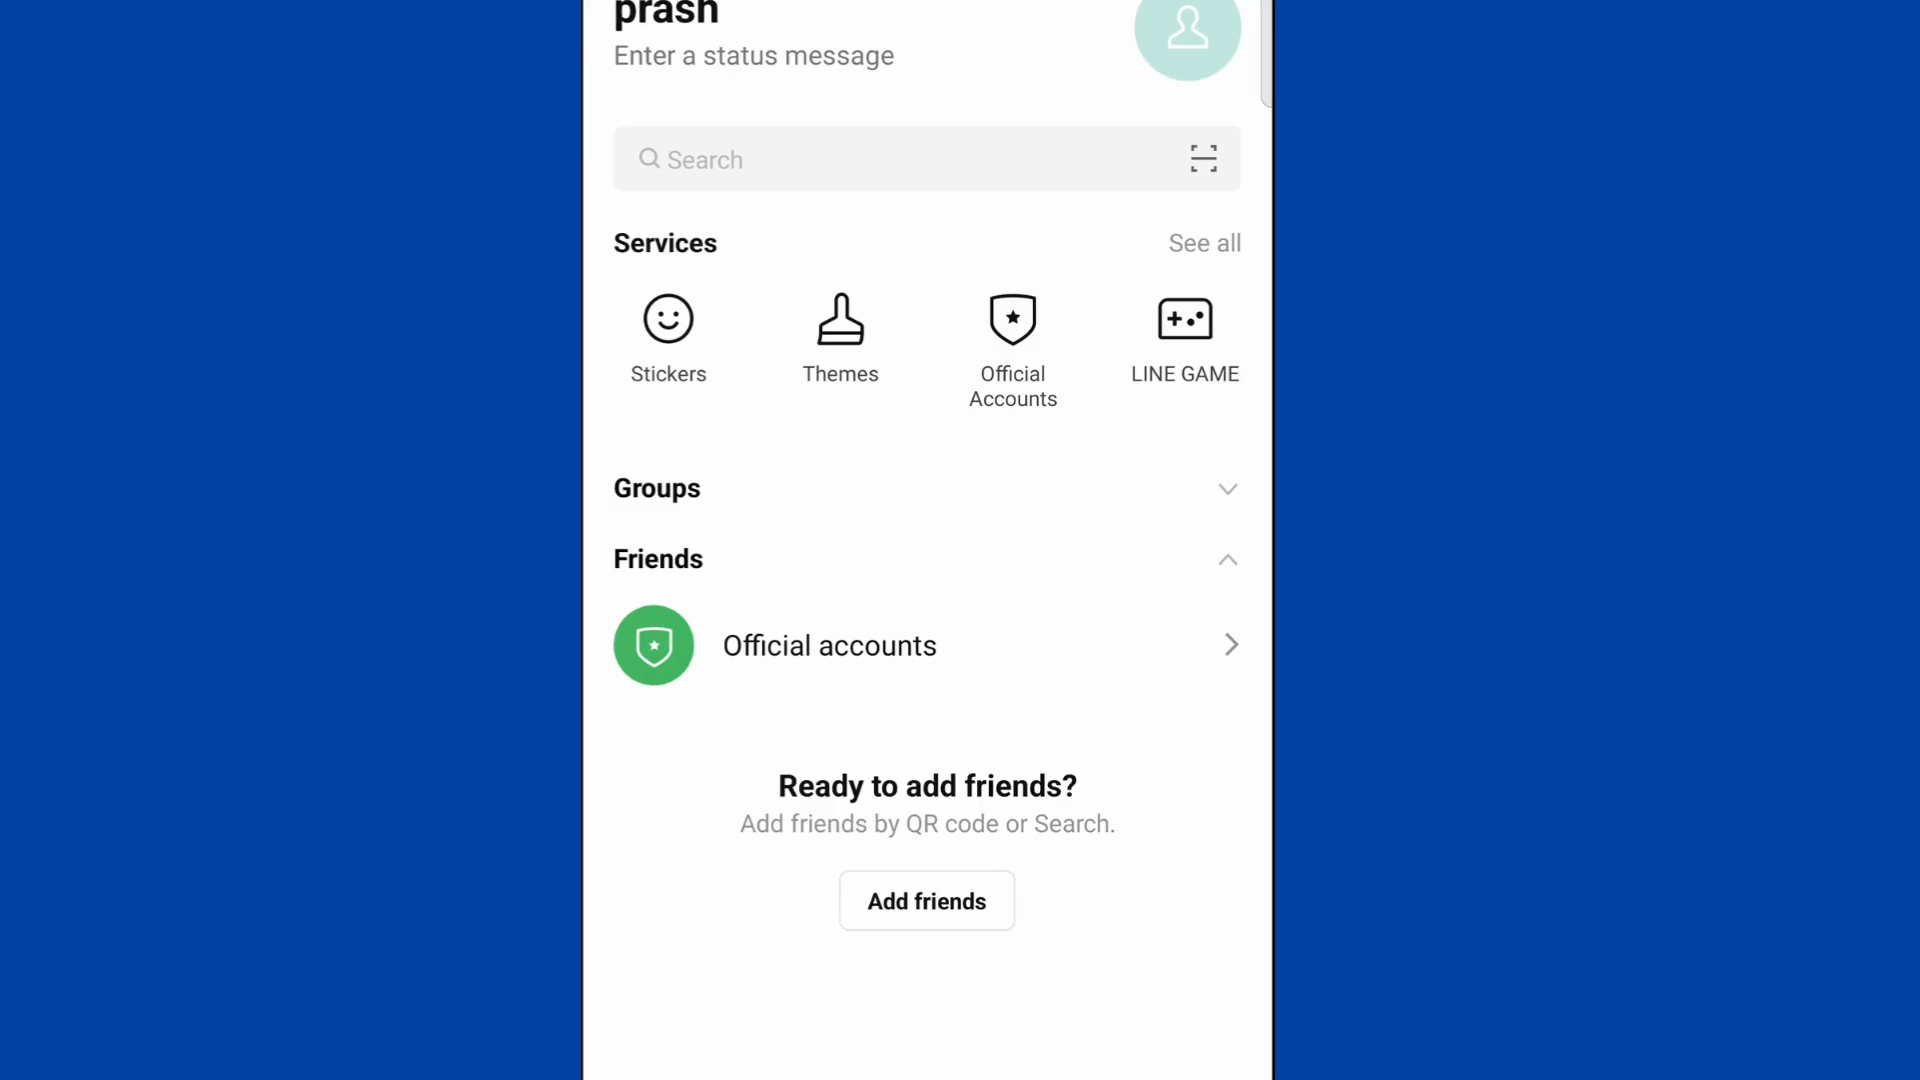 prash
Enter a status message
Search
Services
See all
Stickers
Themes
Official
Accounts
LINE GAME
Groups
Friends
Official accounts
Ready to add friends?
Add friends by QR code or Search.
Add friends